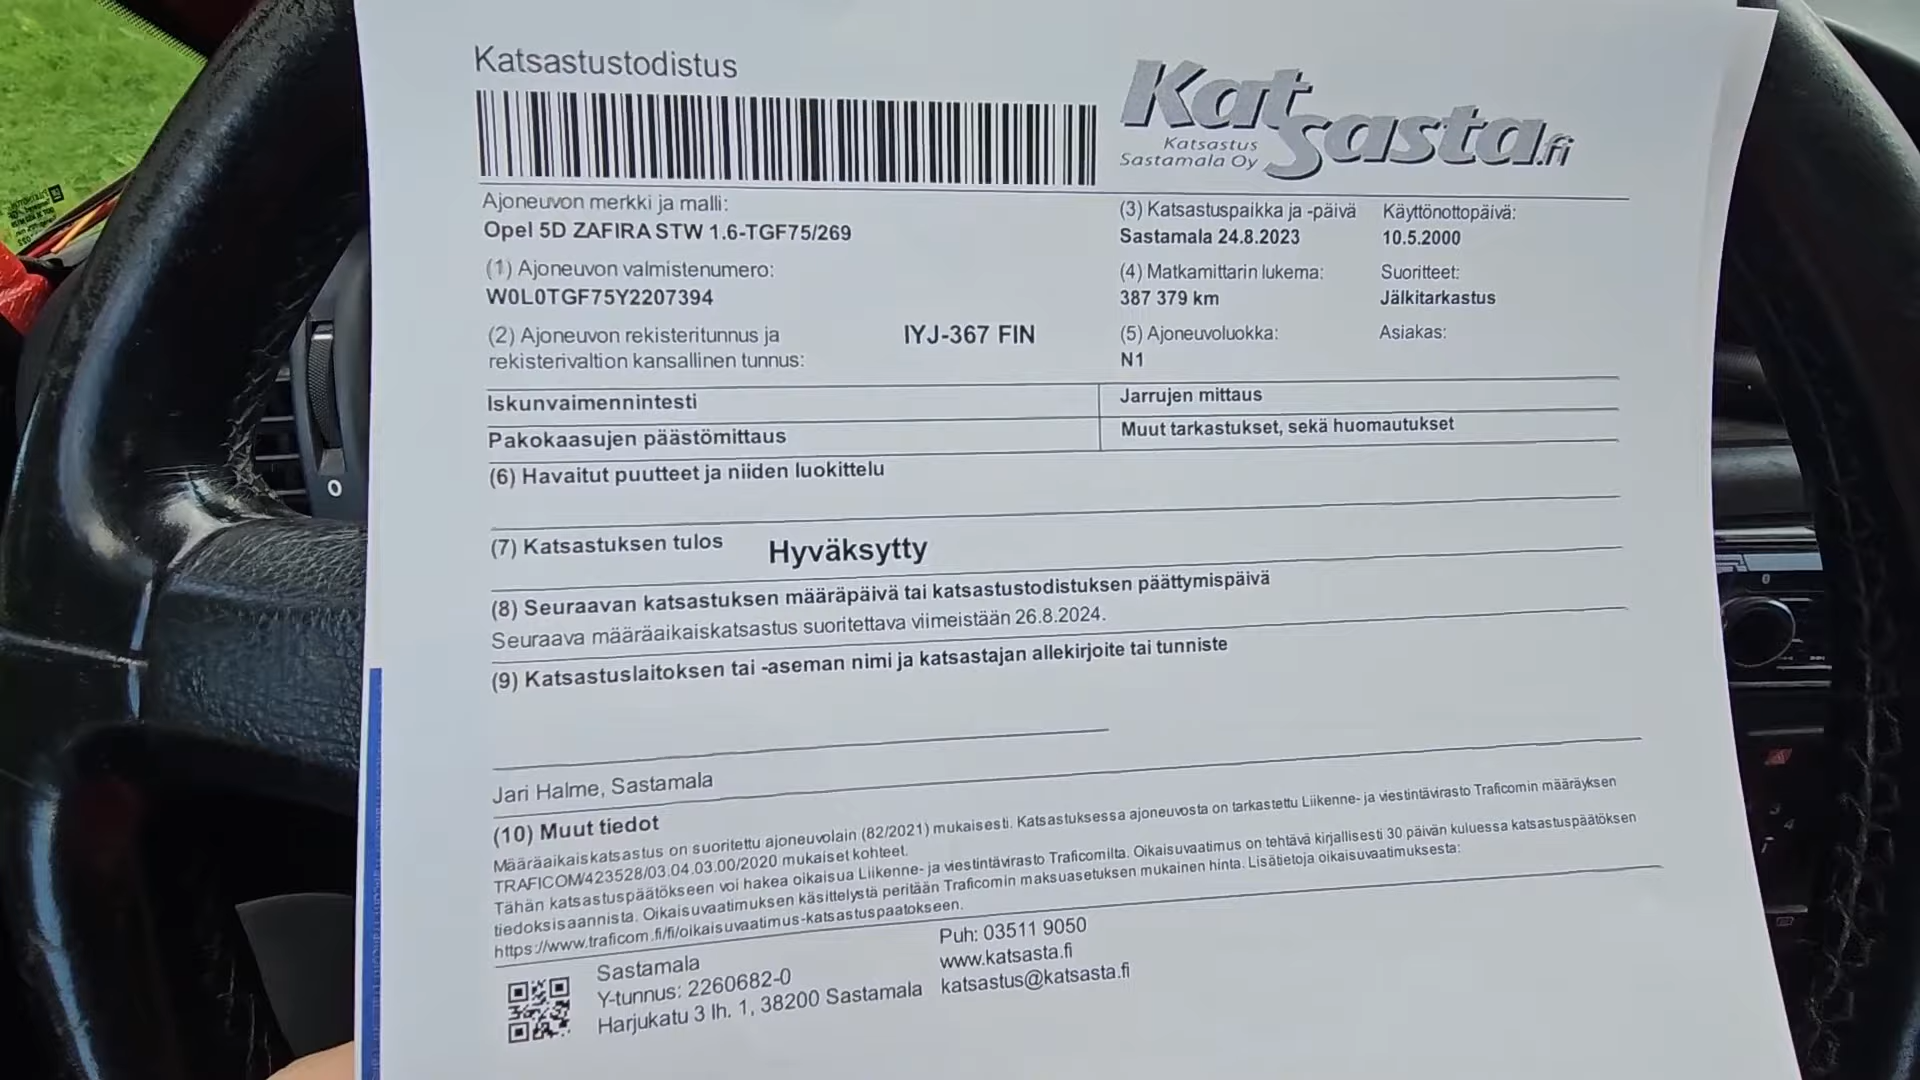 Katsastustodistus
Katsasta.fi
Katsastus
Sastamala Oy
Ajoneuvon merkki ja malli:
Opel 5D ZAFIRA STW 1.6-TGF75/269
(3) Katsastuspaikka ja -päivä
Sastamala 24.8.2023
Käyttönottopäivä:
10.5.2000
(1) Ajoneuvon valmistenumero:
W0L0TGF75Y2207394
(4) Matkamittarin lukema:
387 379 km
Suoritteet:
Jälkitarkastus
(2) Ajoneuvon rekisteritunnus ja
rekisterivaltion kansallinen tunnus:
IYJ-367 FIN
(5) Ajoneuvoluokka:
N1
Asiakas:
Iskunvaimennintesti
Jarrujen mittaus
Pakokaasujen päästömittaus
Muut tarkastukset, sekä huomautukset
(6) Havaitut puutteet ja niiden luokittelu
(7) Katsastuksen tulos Hyväksytty
(8) Seuraavan katsastuksen määräpäivä tai katsastustodistuksen päättymispäivä
Seuraava määräaikaiskatsastus suoritettava viimeistään 26.8.2024.
(9) Katsastuslaitoksen tai -aseman nimi ja katsastajan allekirjoite tai tunniste
Jari Halme, Sastamala
(10) Muut tiedot
Määräaikaiskatsastus on suoritettu ajoneuvolain (82/2021) mukaisesti. Katsastuksessa ajoneuvosta on tarkastettu Liikenne- ja viestintävirasto Traficomin määräyksen
TRAFICOM/423528/03.04.03.00/2020 mukaiset kohteet.
Tähän katsastuspäätökseen voi hakea oikaisua Liikenne- ja viestintävirasto Traficomilta. Oikaisuvaatimus on tehtävä kirjallisesti 30 päivän kuluessa katsastuspäätöksen
tiedoksisaannista. Oikaisuvaatimuksen käsittelystä peritään Traficomin maksuasetuksen mukainen hinta. Lisätietoja oikaisuvaatimuksesta:
https://www.traficom.fi/fi/oikaisuvaatimus-katsastuspaatokseen.
Sastamala
Y-tunnus: 2260682-0
Harjukatu 3 lh. 1, 38200 Sastamala
Puh: 03511 9050
www.katsasta.fi
katsastus@katsasta.fi
0
0